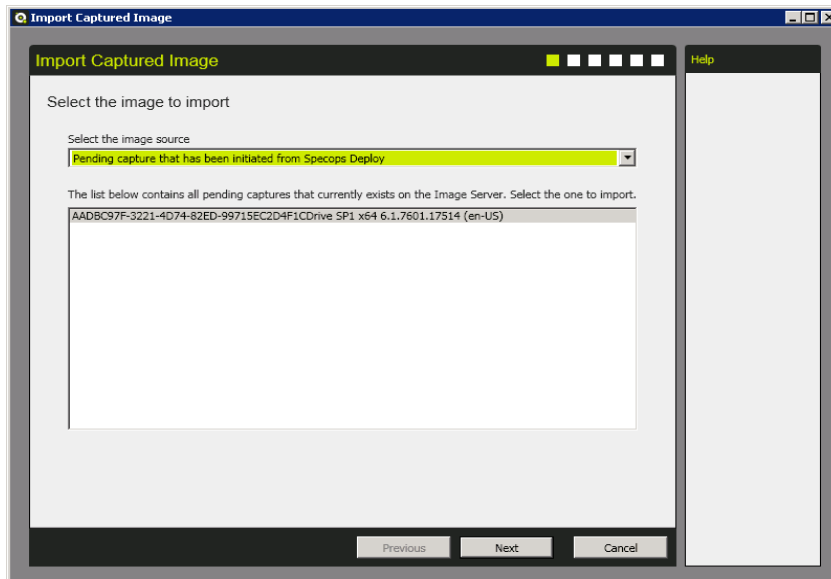 Import Captured Image
Import Captured Image
Help
Select the image to import
Select the image source
Pending capture that has been initiated from Specops Deploy
The list below contains all pending captures that currently exists on the Image Server. Select the one to import.
AADBC97F-3221-4D74-82ED-99715EC2D4F1CDrive SP1 x64 6.1.7601.17514 (en-US)
Previous
Next
Cancel